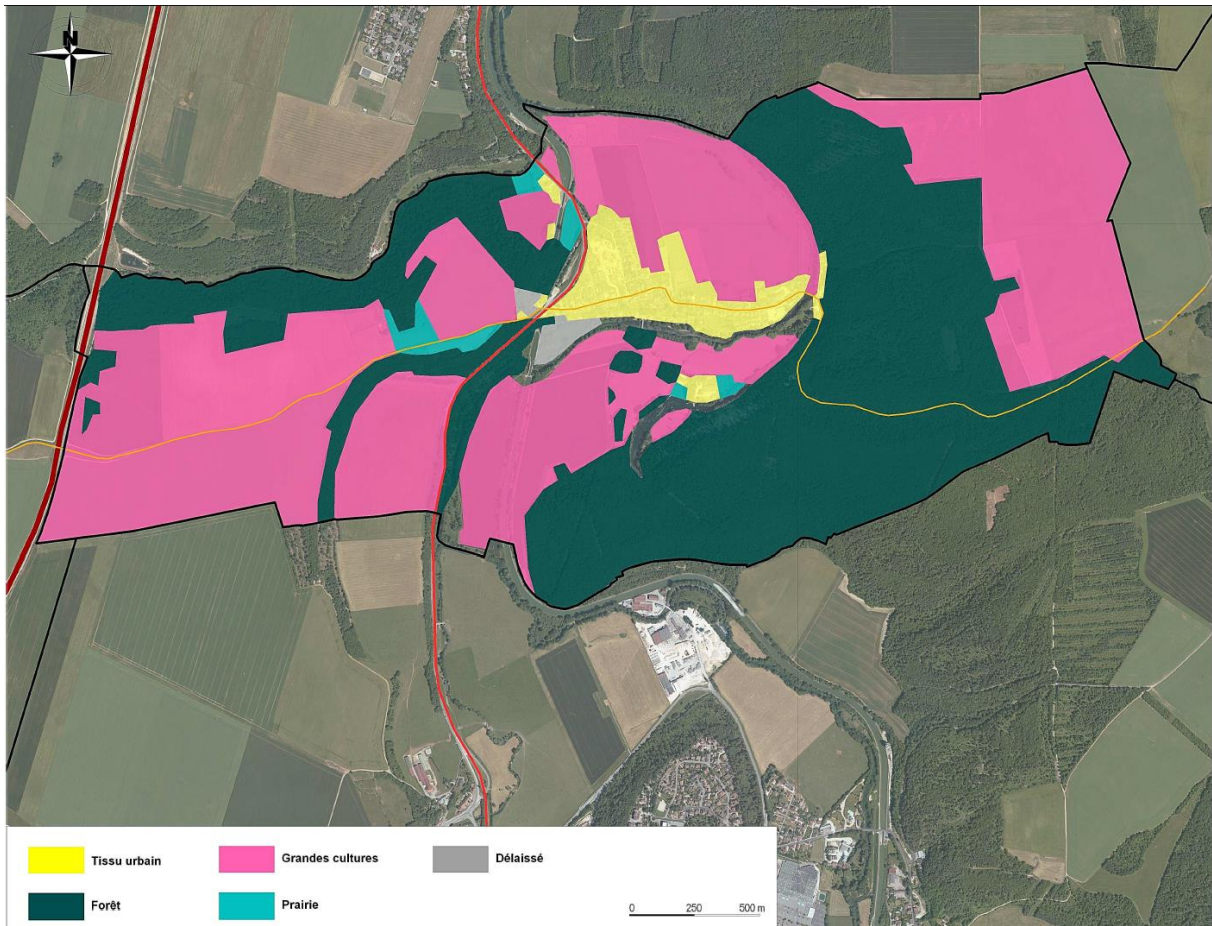 N
Tissu urbain
Grandes cultures
Délaissé
Forêt
Prairie
0 250 500 m